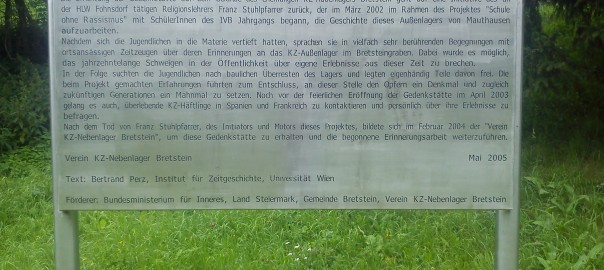 der HLW Fohnsdorf tätigen Religionslehrers Franz Stuhlpfarrer zurück, der im März 2002 im Rahmen des Projektes "Schule
ohne Rassismus" mit SchülerInnen des IVB Jahrgangs begann, die Geschichte dieses Außenlagers von Mauthausen
aufzuarbeiten.
Nachdem sich die Jugendlichen in die Materie vertieft hatten, sprachen sie in vielfach sehr berührenden Begegnungen mit
ortsansässigen Zeitzeugen über deren Erinnerungen an das KZ-Außenlager im Bretsteingraben. Dabei wurde es möglich,
das jahrzehntelange Schweigen in der Öffentlichkeit über eigene Erlebnisse aus dieser Zeit zu brechen.
In der Folge suchten die Jugendlichen nach baulichen Überresten des Lagers und legten eigenhändig Teile davon frei. Die
beim Projekt gemachten Erfahrungen führten zum Entschluss, an dieser Stelle den Opfern ein Denkmal und zugleich
zukünftigen Generationen ein Mahnmal zu setzen. Noch vor der feierlichen Eröffnung der Gedenkstätte im April 2003
gelang es auch, überlebende KZ-Häftlinge in Spanien und Frankreich zu kontaktieren und persönlich über ihre Erlebnisse zu
befragen.
Nach dem Tod von Franz Stuhlpfarrer, des Initiators und Motors dieses Projektes, bildete sich im Februar 2004 der "Verein
KZ-Nebenlager Bretstein", um diese Gedenkstätte zu erhalten und die begonnene Erinnerungsarbeit weiterzuführen.
Verein KZ-Nebenlager Bretstein Mai 2005
Text: Bertrand Perz, Institut für Zeitgeschichte, Universität Wien
Förderer: Bundesministerium für Inneres, Land Steiermark, Gemeinde Bretstein, Verein KZ-Nebenlager Bretstein